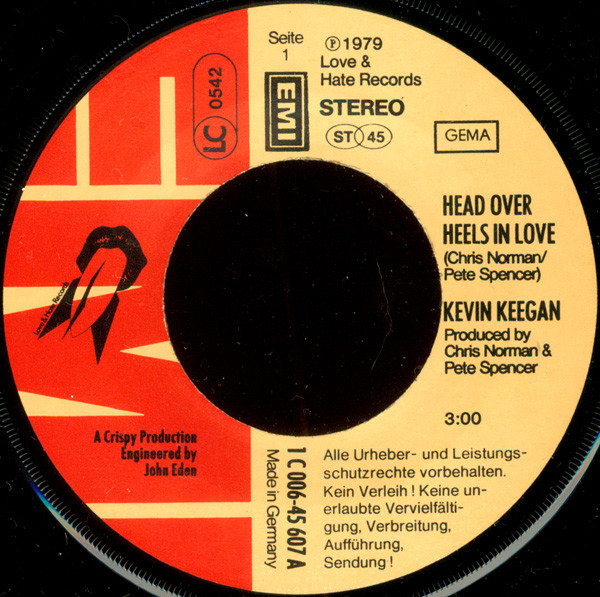 Seite
1
℗ 1979
Love &
Hate Records
LC 0542
EMI
STEREO
ST 45
GEMA
HEAD OVER
HEELS IN LOVE
(Chris Norman/
Pete Spencer)
KEVIN KEEGAN
Produced by
Chris Norman &
Pete Spencer
3:00
Love & Hate Records
A Crispy Production
Engineered by
John Eden
1 C 006-45 607 A
Made in Germany
Alle Urheber- und Leistungs-
schutzrechte vorbehalten.
Kein Verleih! Keine un-
erlaubte Vervielfälti-
gung, Verbreitung,
Aufführung,
Sendung!